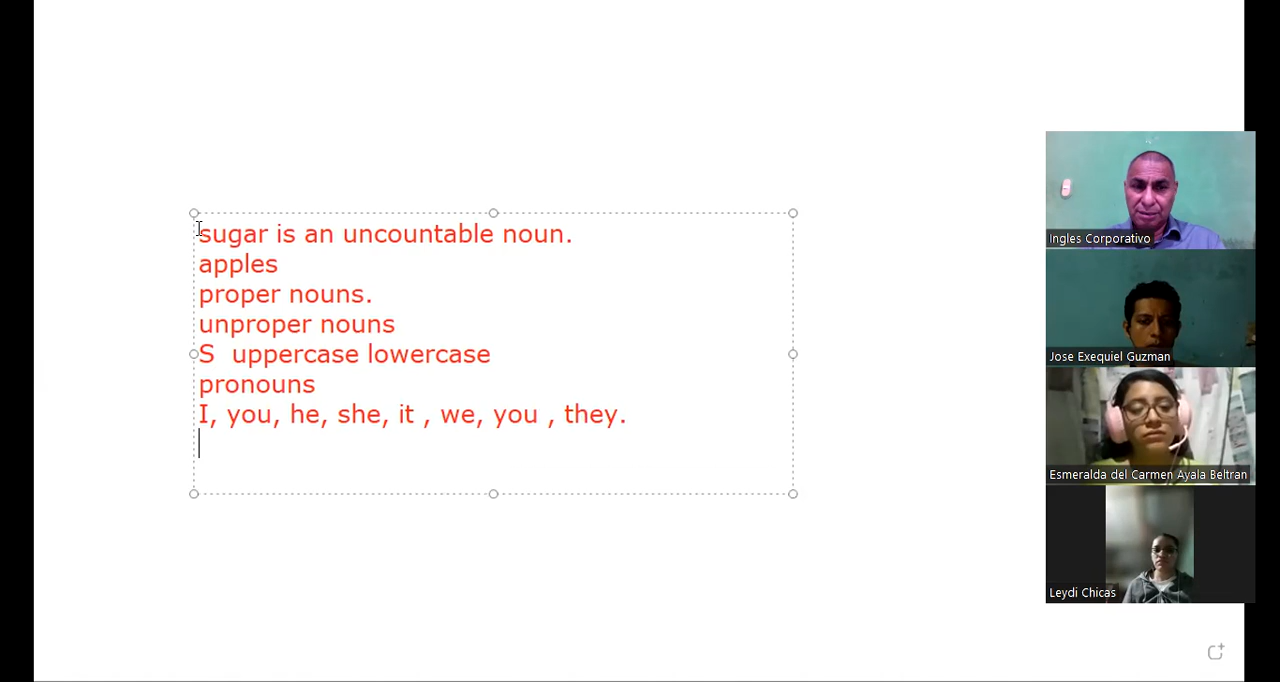 sugar is an uncountable noun.
apples
proper nouns.
unproper nouns
S  uppercase lowercase
pronouns
I, you, he, she, it , we, you , they.
Ingles Corporativo
Jose Exequiel Guzman
Esmeralda del Carmen Ayala Beltran
Leydi Chicas